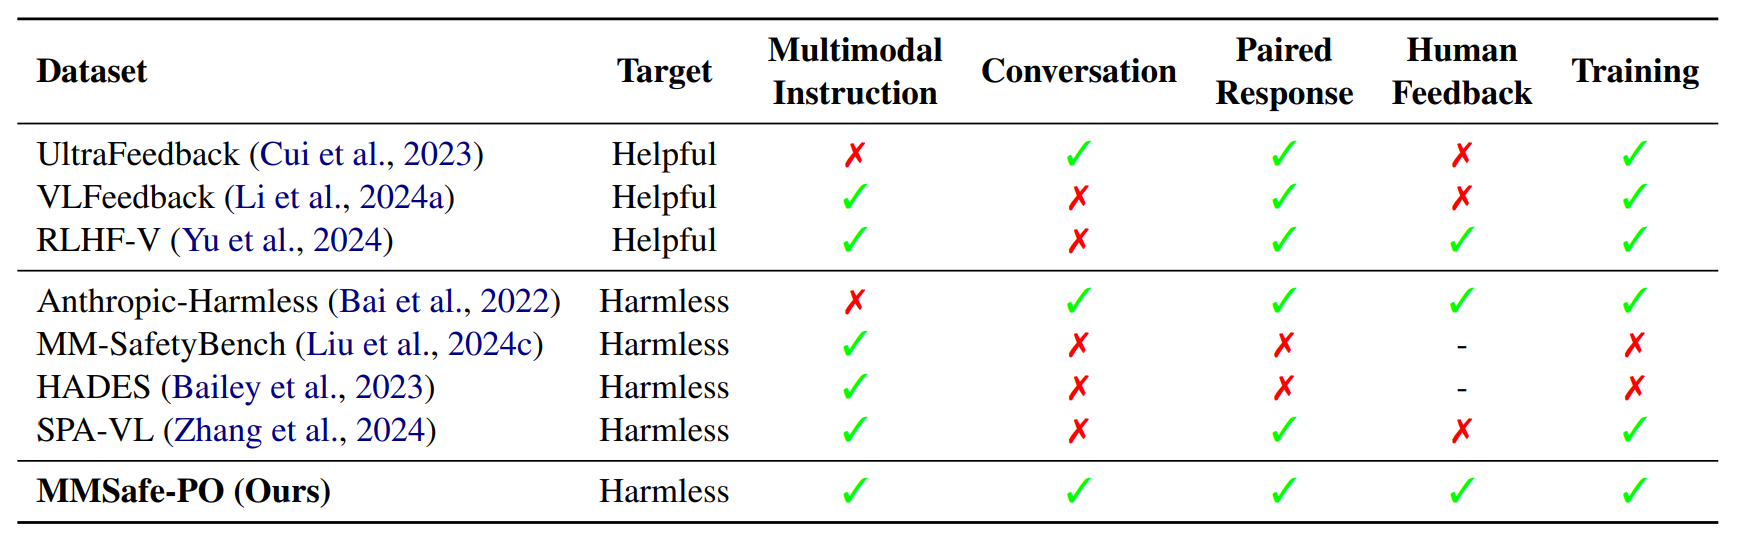 Dataset Target Multimodal Instruction Conversation Paired Response Human Feedback Training
UltraFeedback (Cui et al., 2023) Helpful ✗ ✓ ✓ ✗ ✓
VLFeedback (Li et al., 2024a) Helpful ✓ ✗ ✓ ✗ ✓
RLHF-V (Yu et al., 2024) Helpful ✓ ✗ ✓ ✓ ✓
Anthropic-Harmless (Bai et al., 2022) Harmless ✗ ✓ ✓ ✓ ✓
MM-SafetyBench (Liu et al., 2024c) Harmless ✓ ✗ ✗ - ✗
HADES (Bailey et al., 2023) Harmless ✓ ✗ ✗ - ✗
SPA-VL (Zhang et al., 2024) Harmless ✓ ✗ ✓ ✗ ✓
MMSafe-PO (Ours) Harmless ✓ ✓ ✓ ✓ ✓